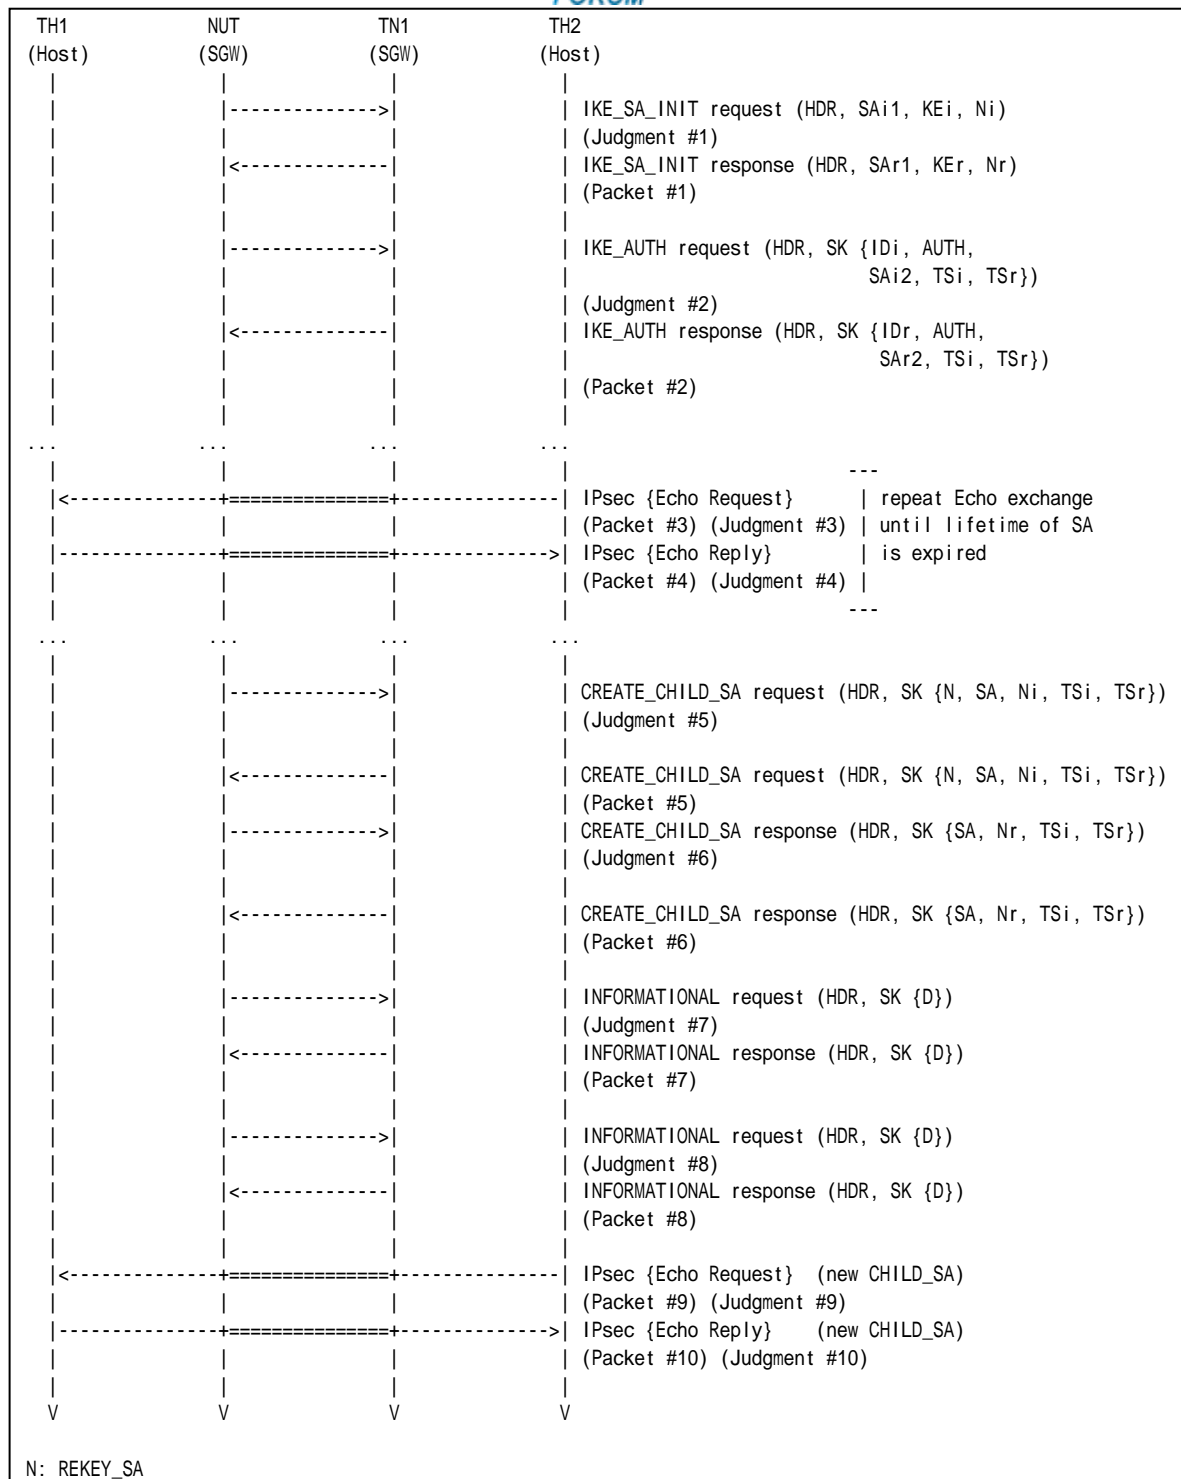 FORUM
TH1 NUT TN1 TH2
(Host) (SGW) (SGW) (Host)
| | | |
| |-------------->| | IKE_SA_INIT request (HDR, SAi1, KEi, Ni)
| | | | (Judgment #1)
| |<--------------| | IKE_SA_INIT response (HDR, SAr1, KEr, Nr)
| | | | (Packet #1)
| | | |
| |-------------->| | IKE_AUTH request (HDR, SK {IDi, AUTH,
| | | | SAi2, TSi, TSr})
| | | | (Judgment #2)
| |<--------------| | IKE_AUTH response (HDR, SK {IDr, AUTH,
| | | | SAr2, TSi, TSr})
| | | | (Packet #2)
| | | |
... ... ... ...
| | | | ---
|<--------------+===============+---------------| IPsec {Echo Request} | repeat Echo exchange
| | | | (Packet #3) (Judgment #3) | until lifetime of SA
|---------------+===============+-------------->| IPsec {Echo Reply} | is expired
| | | | (Packet #4) (Judgment #4) |
| | | | ---
... ... ... ...
| | | |
| |-------------->| | CREATE_CHILD_SA request (HDR, SK {N, SA, Ni, TSi, TSr})
| | | | (Judgment #5)
| | | |
| |<--------------| | CREATE_CHILD_SA request (HDR, SK {N, SA, Ni, TSi, TSr})
| | | | (Packet #5)
| |-------------->| | CREATE_CHILD_SA response (HDR, SK {SA, Nr, TSi, TSr})
| | | | (Judgment #6)
| | | |
| |<--------------| | CREATE_CHILD_SA response (HDR, SK {SA, Nr, TSi, TSr})
| | | | (Packet #6)
| | | |
| |-------------->| | INFORMATIONAL request (HDR, SK {D})
| | | | (Judgment #7)
| |<--------------| | INFORMATIONAL response (HDR, SK {D})
| | | | (Packet #7)
| | | |
| |-------------->| | INFORMATIONAL request (HDR, SK {D})
| | | | (Judgment #8)
| |<--------------| | INFORMATIONAL response (HDR, SK {D})
| | | | (Packet #8)
| | | |
|<--------------+===============+---------------| IPsec {Echo Request} (new CHILD_SA)
| | | | (Packet #9) (Judgment #9)
|---------------+===============+-------------->| IPsec {Echo Reply} (new CHILD_SA)
| | | | (Packet #10) (Judgment #10)
| | | |
V V V V
N: REKEY_SA